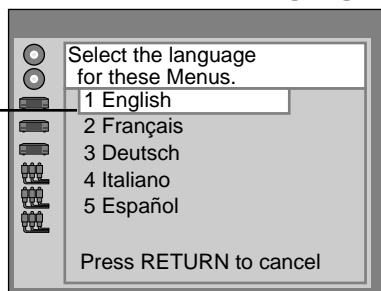 Select the language
for these Menus.
1 English
2 Français
3 Deutsch
4 Italiano
5 Español
Press RETURN to cancel